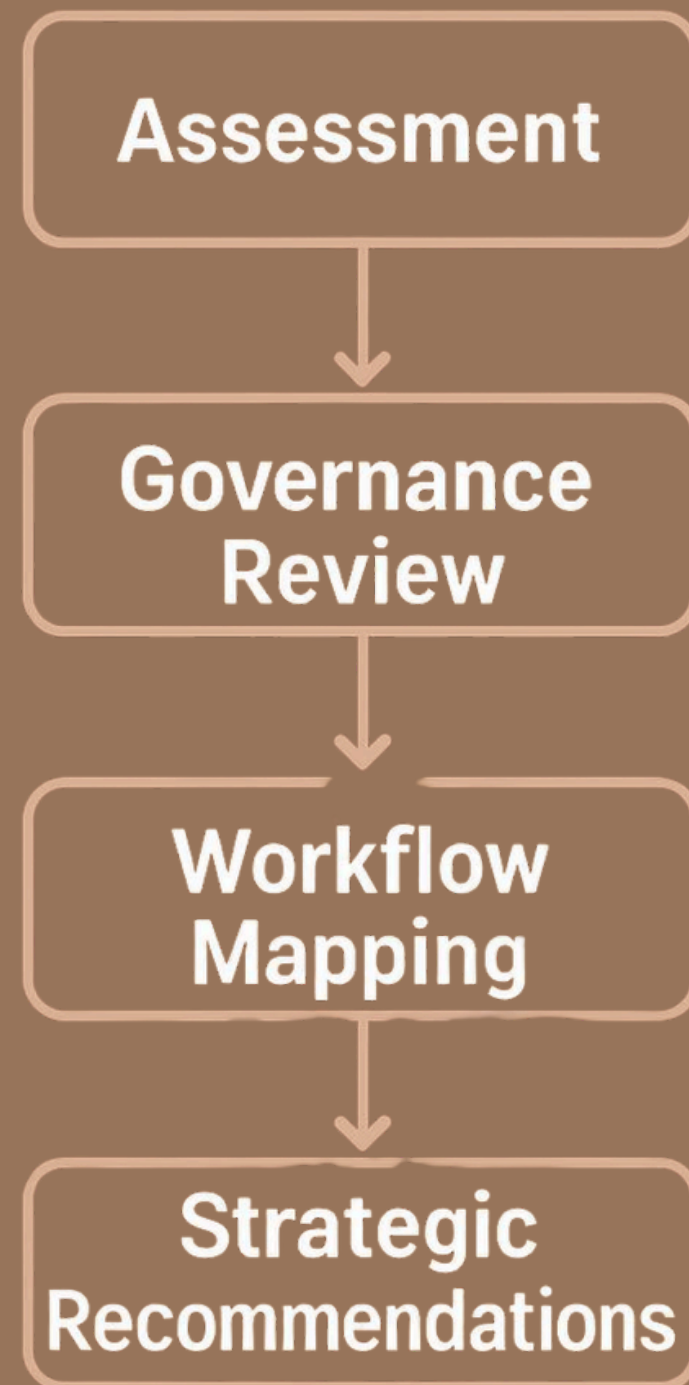 Assessment
Governance
Review
Workflow
Mapping
Strategic
Recommendations